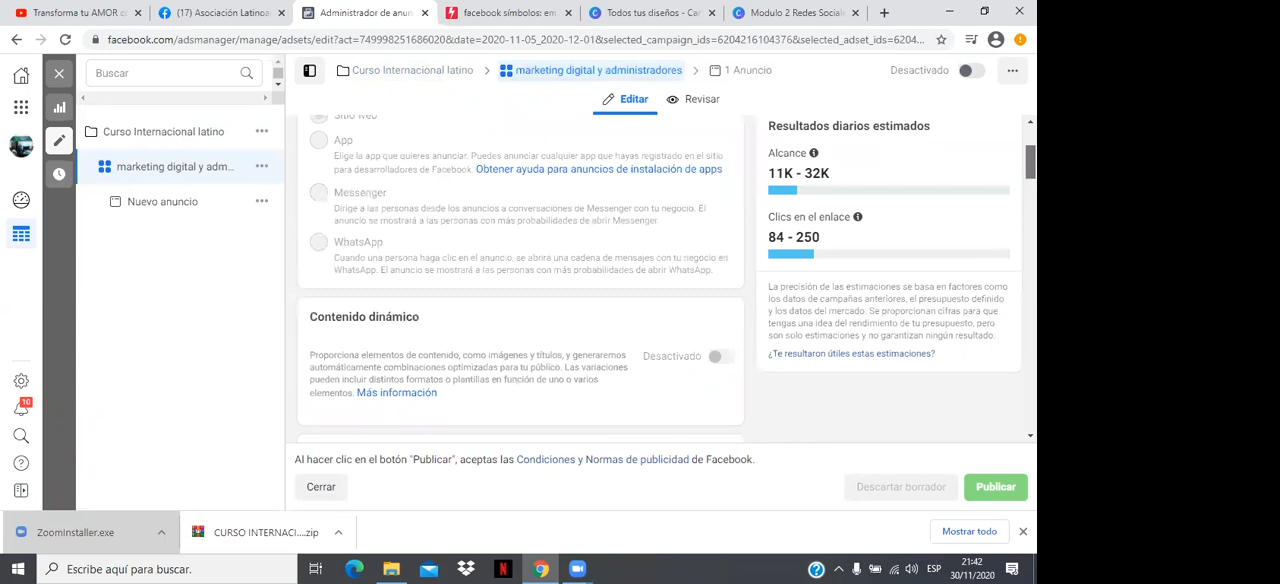 Transforma tu AMOR c
(17) Asociación Latinoa
Administrador de anun
facebook símbolos: em
Todos tus diseños - Ca
Modulo 2 Redes Sociale
facebook.com/adsmanager/manage/adsets/edit?act=749998251686020&date=2020-11-05_2020-12-01&selected_campaign_ids=6204216104376&selected_adset_ids=6204...
Buscar
Curso Internacional latino
marketing digital y administradores
1 Anuncio
Desactivado
Editar
Revisar
Curso Internacional latino
marketing digital y adm...
Nuevo anuncio
Sitio web
App
Elige la app que quieres anunciar. Puedes anunciar cualquier app que hayas registrado en el sitio
para desarrolladores de Facebook. Obtener ayuda para anuncios de instalación de apps
Messenger
Dirige a las personas desde los anuncios a conversaciones de Messenger con tu negocio. El
anuncio se mostrará a las personas con más probabilidades de abrir Messenger.
WhatsApp
Cuando una persona haga clic en el anuncio, se abrirá una cadena de mensajes con tu negocio en
WhatsApp. El anuncio se mostrará a las personas con más probabilidades de abrir WhatsApp.
Contenido dinámico
Proporciona elementos de contenido, como imágenes y títulos, y generaremos
automáticamente combinaciones optimizadas para tu público. Las variaciones
pueden incluir distintos formatos o plantillas en función de uno o varios
elementos. Más información
Desactivado
Resultados diarios estimados
Alcance
11K - 32K
Clics en el enlace
84 - 250
La precisión de las estimaciones se basa en factores como
los datos de campañas anteriores, el presupuesto definido
y los datos del mercado. Se proporcionan cifras para que
tengas una idea del rendimiento de tu presupuesto, pero
son solo estimaciones y no garantizan ningún resultado.
¿Te resultaron útiles estas estimaciones?
10
Al hacer clic en el botón "Publicar", aceptas las Condiciones y Normas de publicidad de Facebook.
Cerrar
Descartar borrador
Publicar
ZoomInstaller.exe
CURSO INTERNACI....zip
Mostrar todo
Escribe aquí para buscar.
ESP
21:42
30/11/2020